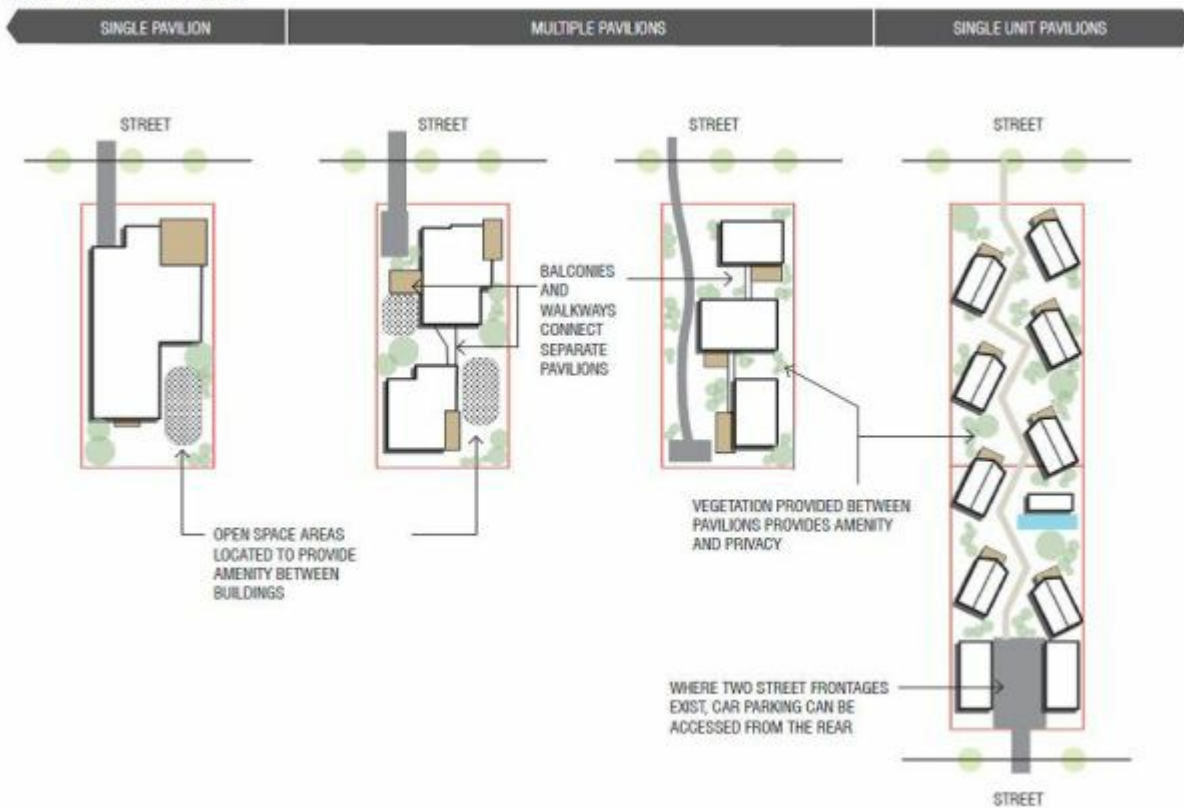 SINGLE PAVILION
MULTIPLE PAVILIONS
SINGLE UNIT PAVILIONS
STREET
STREET
STREET
STREET
BALCONIES
AND
WALKWAYS
CONNECT
SEPARATE
PAVILIONS
VEGETATION PROVIDED BETWEEN
PAVILIONS PROVIDES AMENITY
AND PRIVACY
OPEN SPACE AREAS
LOCATED TO PROVIDE
AMENITY BETWEEN
BUILDINGS
WHERE TWO STREET FRONTAGES
EXIST, CAR PARKING CAN BE
ACCESSED FROM THE REAR
STREET